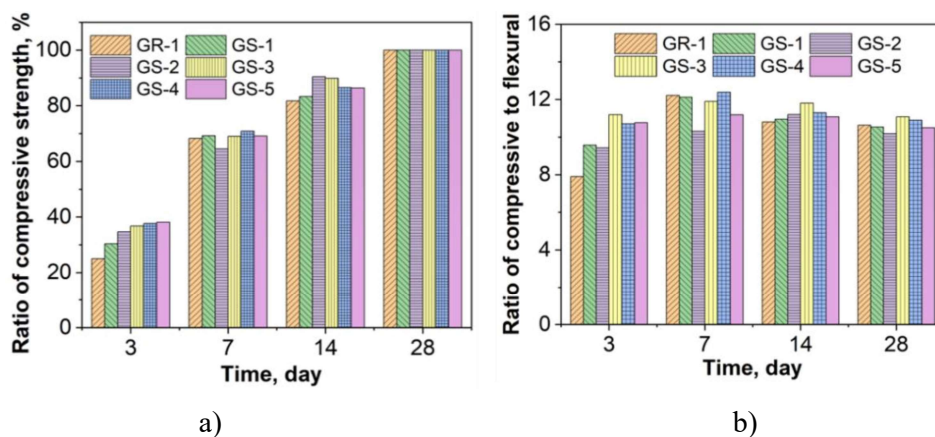 Ratio of compressive strength, %
100
80
60
40
20
0
GR-1 GS-1
GS-2 GS-3
GS-4 GS-5
3 7 14 28
Time, day
a)
Ratio of compressive to flexural
16
12
8
4
0
GR-1 GS-1 GS-2
GS-3 GS-4 GS-5
3 7 14 28
Time, day
b)